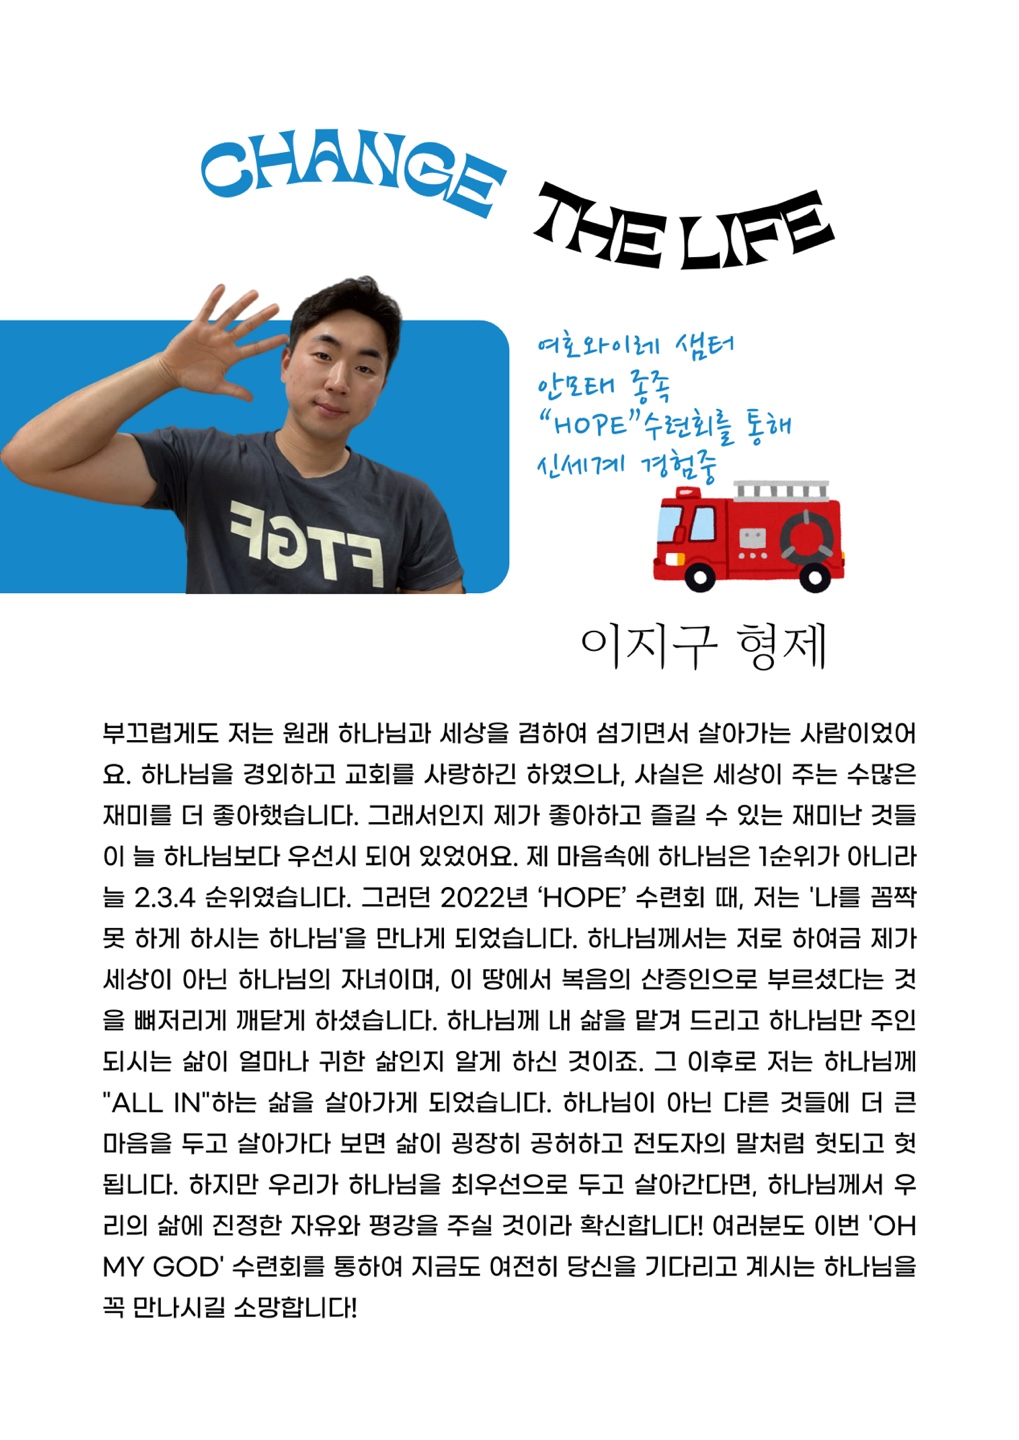 CHANGE THE LIFE
여호와이레 샘터
안모태 종족
“HOPE”수련회를 통해
신세계 경험중
FTGF
이지구 형제
부끄럽게도 저는 원래 하나님과 세상을 겸하여 섬기면서 살아가는 사람이었어
요. 하나님을 경외하고 교회를 사랑하긴 하였으나, 사실은 세상이 주는 수많은
재미를 더 좋아했습니다. 그래서인지 제가 좋아하고 즐길 수 있는 재미난 것들
이 늘 하나님보다 우선시 되어 있었어요. 제 마음속에 하나님은 1순위가 아니라
늘 2.3.4 순위였습니다. 그러던 2022년 ‘HOPE’ 수련회 때, 저는 '나를 꼼짝
못 하게 하시는 하나님'을 만나게 되었습니다. 하나님께서는 저로 하여금 제가
세상이 아닌 하나님의 자녀이며, 이 땅에서 복음의 산증인으로 부르셨다는 것
을 뼈저리게 깨닫게 하셨습니다. 하나님께 내 삶을 맡겨 드리고 하나님만 주인
되시는 삶이 얼마나 귀한 삶인지 알게 하신 것이죠. 그 이후로 저는 하나님께
"ALL IN"하는 삶을 살아가게 되었습니다. 하나님이 아닌 다른 것들에 더 큰
마음을 두고 살아가다 보면 삶이 굉장히 공허하고 전도자의 말처럼 헛되고 헛
됩니다. 하지만 우리가 하나님을 최우선으로 두고 살아간다면, 하나님께서 우
리의 삶에 진정한 자유와 평강을 주실 것이라 확신합니다! 여러분도 이번 'OH
MY GOD' 수련회를 통하여 지금도 여전히 당신을 기다리고 계시는 하나님을
꼭 만나시길 소망합니다!